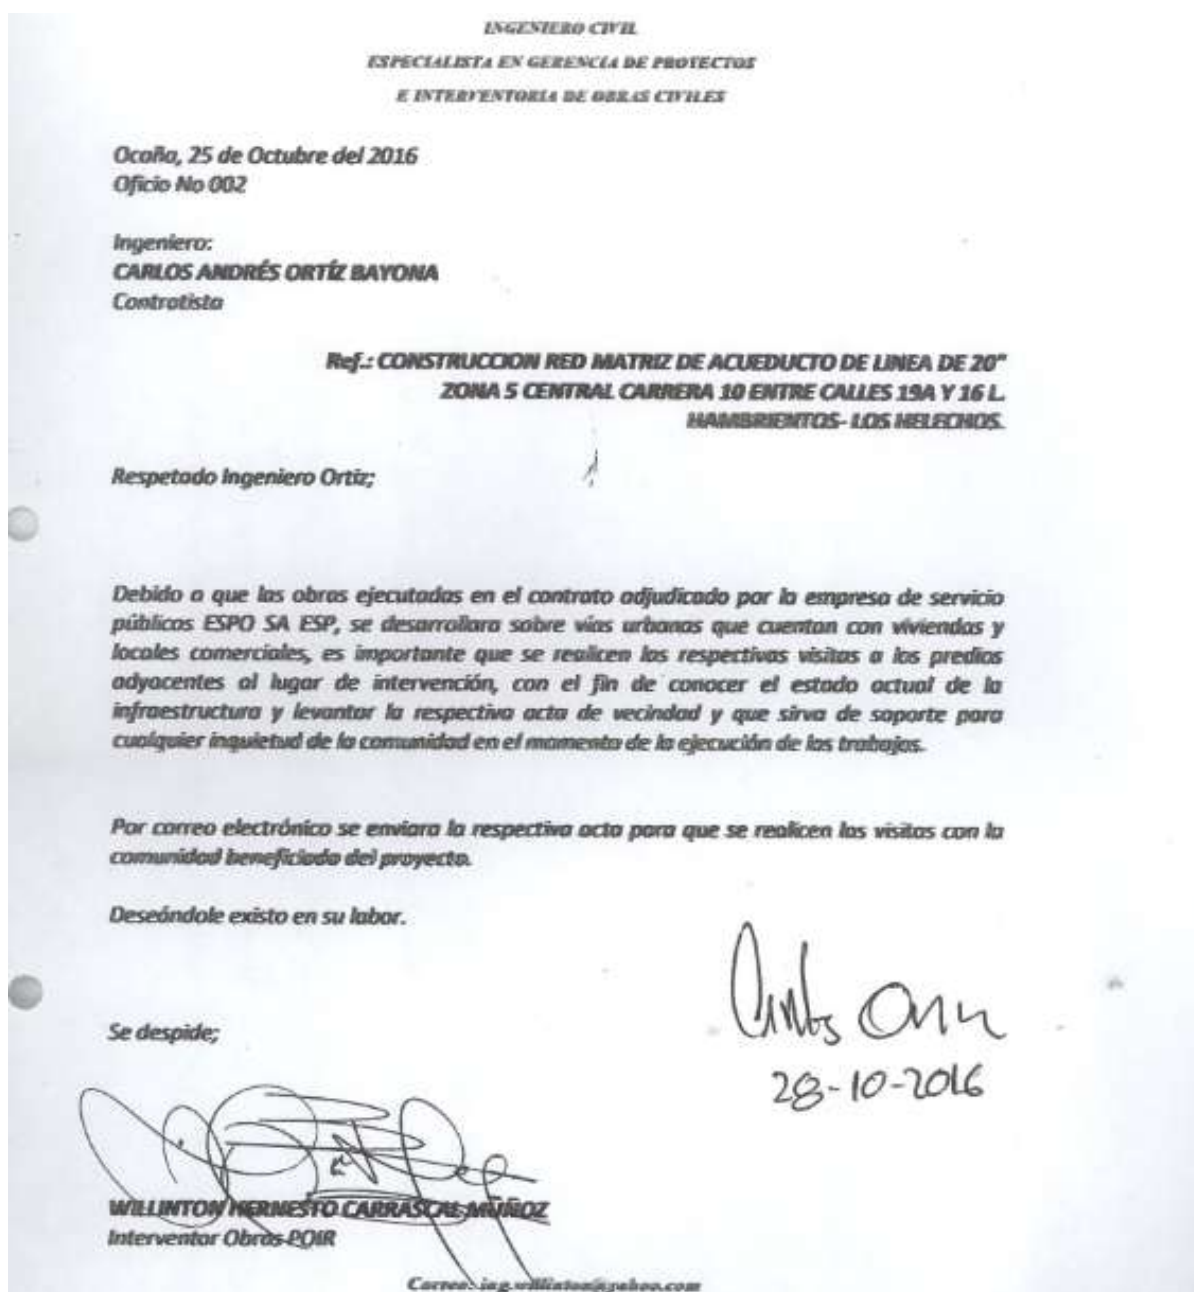 INGENIERO CIVIL
ESPECIALISTA EN GERENCIA DE PROYECTOS
E INTERVENTORIA DE OBRAS CIVILES
Ocaña, 25 de Octubre del 2016
Oficio No 002
Ingeniero:
CARLOS ANDRÉS ORTÍZ BAYONA
Contratista
Ref.: CONSTRUCCION RED MATRIZ DE ACUEDUCTO DE LINEA DE 20"
ZONA 5 CENTRAL CARRERA 10 ENTRE CALLES 19A Y 16 L.
HAMBRIENTOS- LOS HELECHOS.
Respetado Ingeniero Ortiz;
Debido a que las obras ejecutadas en el contrato adjudicado por la empresa de servicio
públicos ESPO SA ESP, se desarrollara sobre vías urbanas que cuentan con viviendas y
locales comerciales, es importante que se realicen las respectivas visitas a los predios
adyacentes al lugar de intervención, con el fin de conocer el estado actual de la
infraestructura y levantar la respectiva acta de vecindad y que sirva de soporte para
cualquier inquietud de la comunidad en el momento de la ejecución de los trabajos.
Por correo electrónico se enviara la respectiva acta para que se realicen las visitas con la
comunidad beneficiada del proyecto.
Deseándole existo en su labor.
Carlos Ortiz
28-10-2016
Se despide;
WILLINTON HERNESTO CARRASCAL MUÑOZ
Interventor Obras POIR
Correo: ing.willinton@yahoo.com